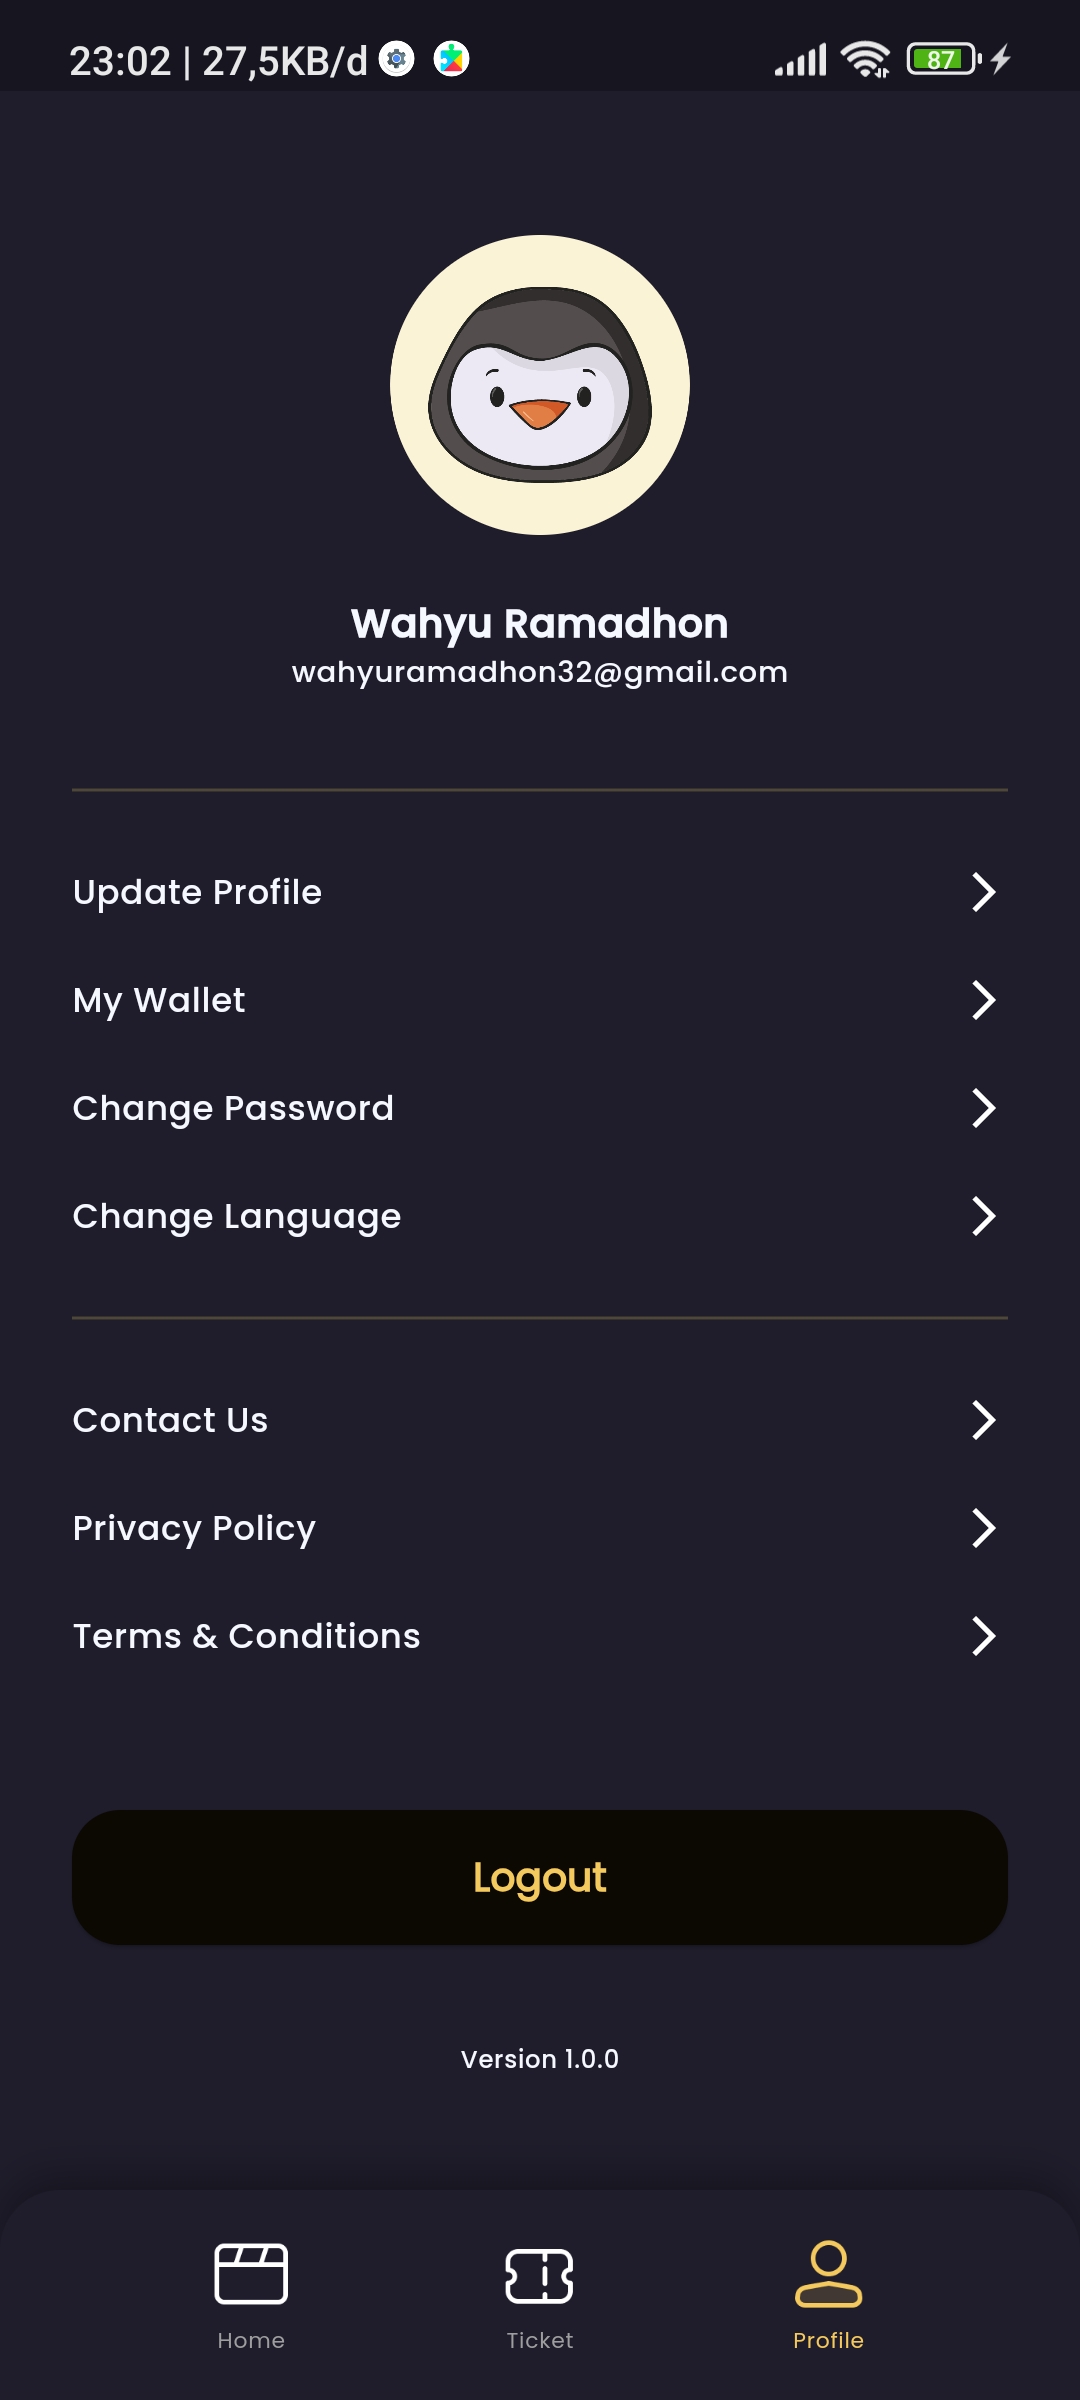 23:02 | 27,5KB/d
87
Wahyu Ramadhon
wahyuramadhon32@gmail.com
Update Profile
My Wallet
Change Password
Change Language
Contact Us
Privacy Policy
Terms & Conditions
Logout
Version 1.0.0
Home
Ticket
Profile